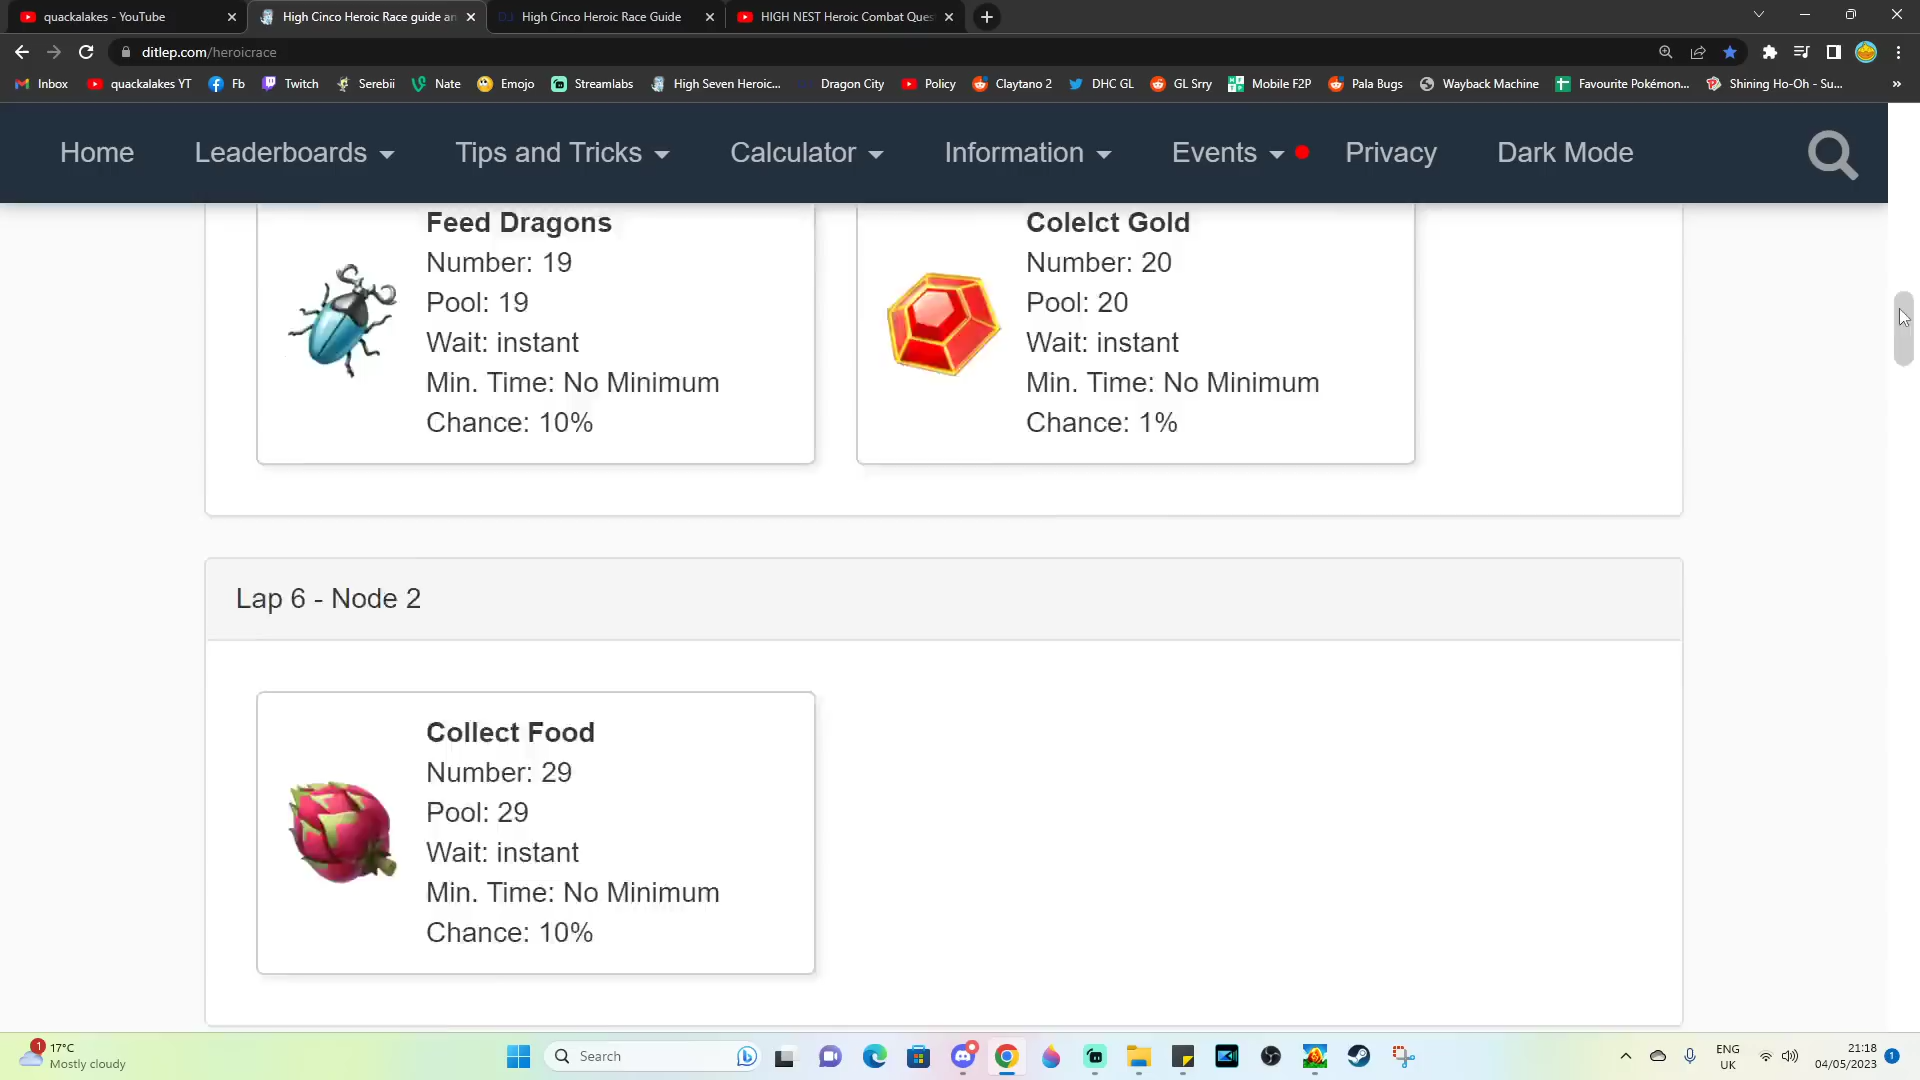 quackalakes - YouTube
High Cinco Heroic Race guide an
High Cinco Heroic Race Guide
HIGH NEST Heroic Combat Ques
ditlep.com/heroicrace
Inbox
quackalakes YT
Fb
Twitch
Serebii
Nate
Emojo
Streamlabs
High Seven Heroic...
Dragon City
Policy
Claytano 2
DHC GL
GL Srry
Mobile F2P
Pala Bugs
Wayback Machine
Favourite Pokémon...
Shining Ho-Oh - Su...
»
Home
Leaderboards
Tips and Tricks
Calculator
Information
Events
Privacy
Dark Mode
Feed Dragons
Number: 19
Pool: 19
Wait: instant
Min. Time: No Minimum
Chance: 10%
Colelct Gold
Number: 20
Pool: 20
Wait: instant
Min. Time: No Minimum
Chance: 1%
Lap 6 - Node 2
Collect Food
Number: 29
Pool: 29
Wait: instant
Min. Time: No Minimum
Chance: 10%
1
17°C
Mostly cloudy
Search
ENG
UK
21:18
04/05/2023
1